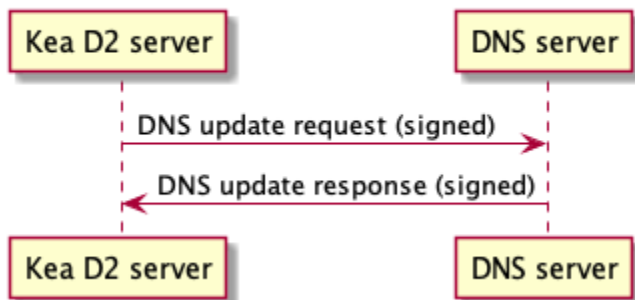 Kea D2 server
DNS server
DNS update request (signed)
DNS update response (signed)
Kea D2 server
DNS server